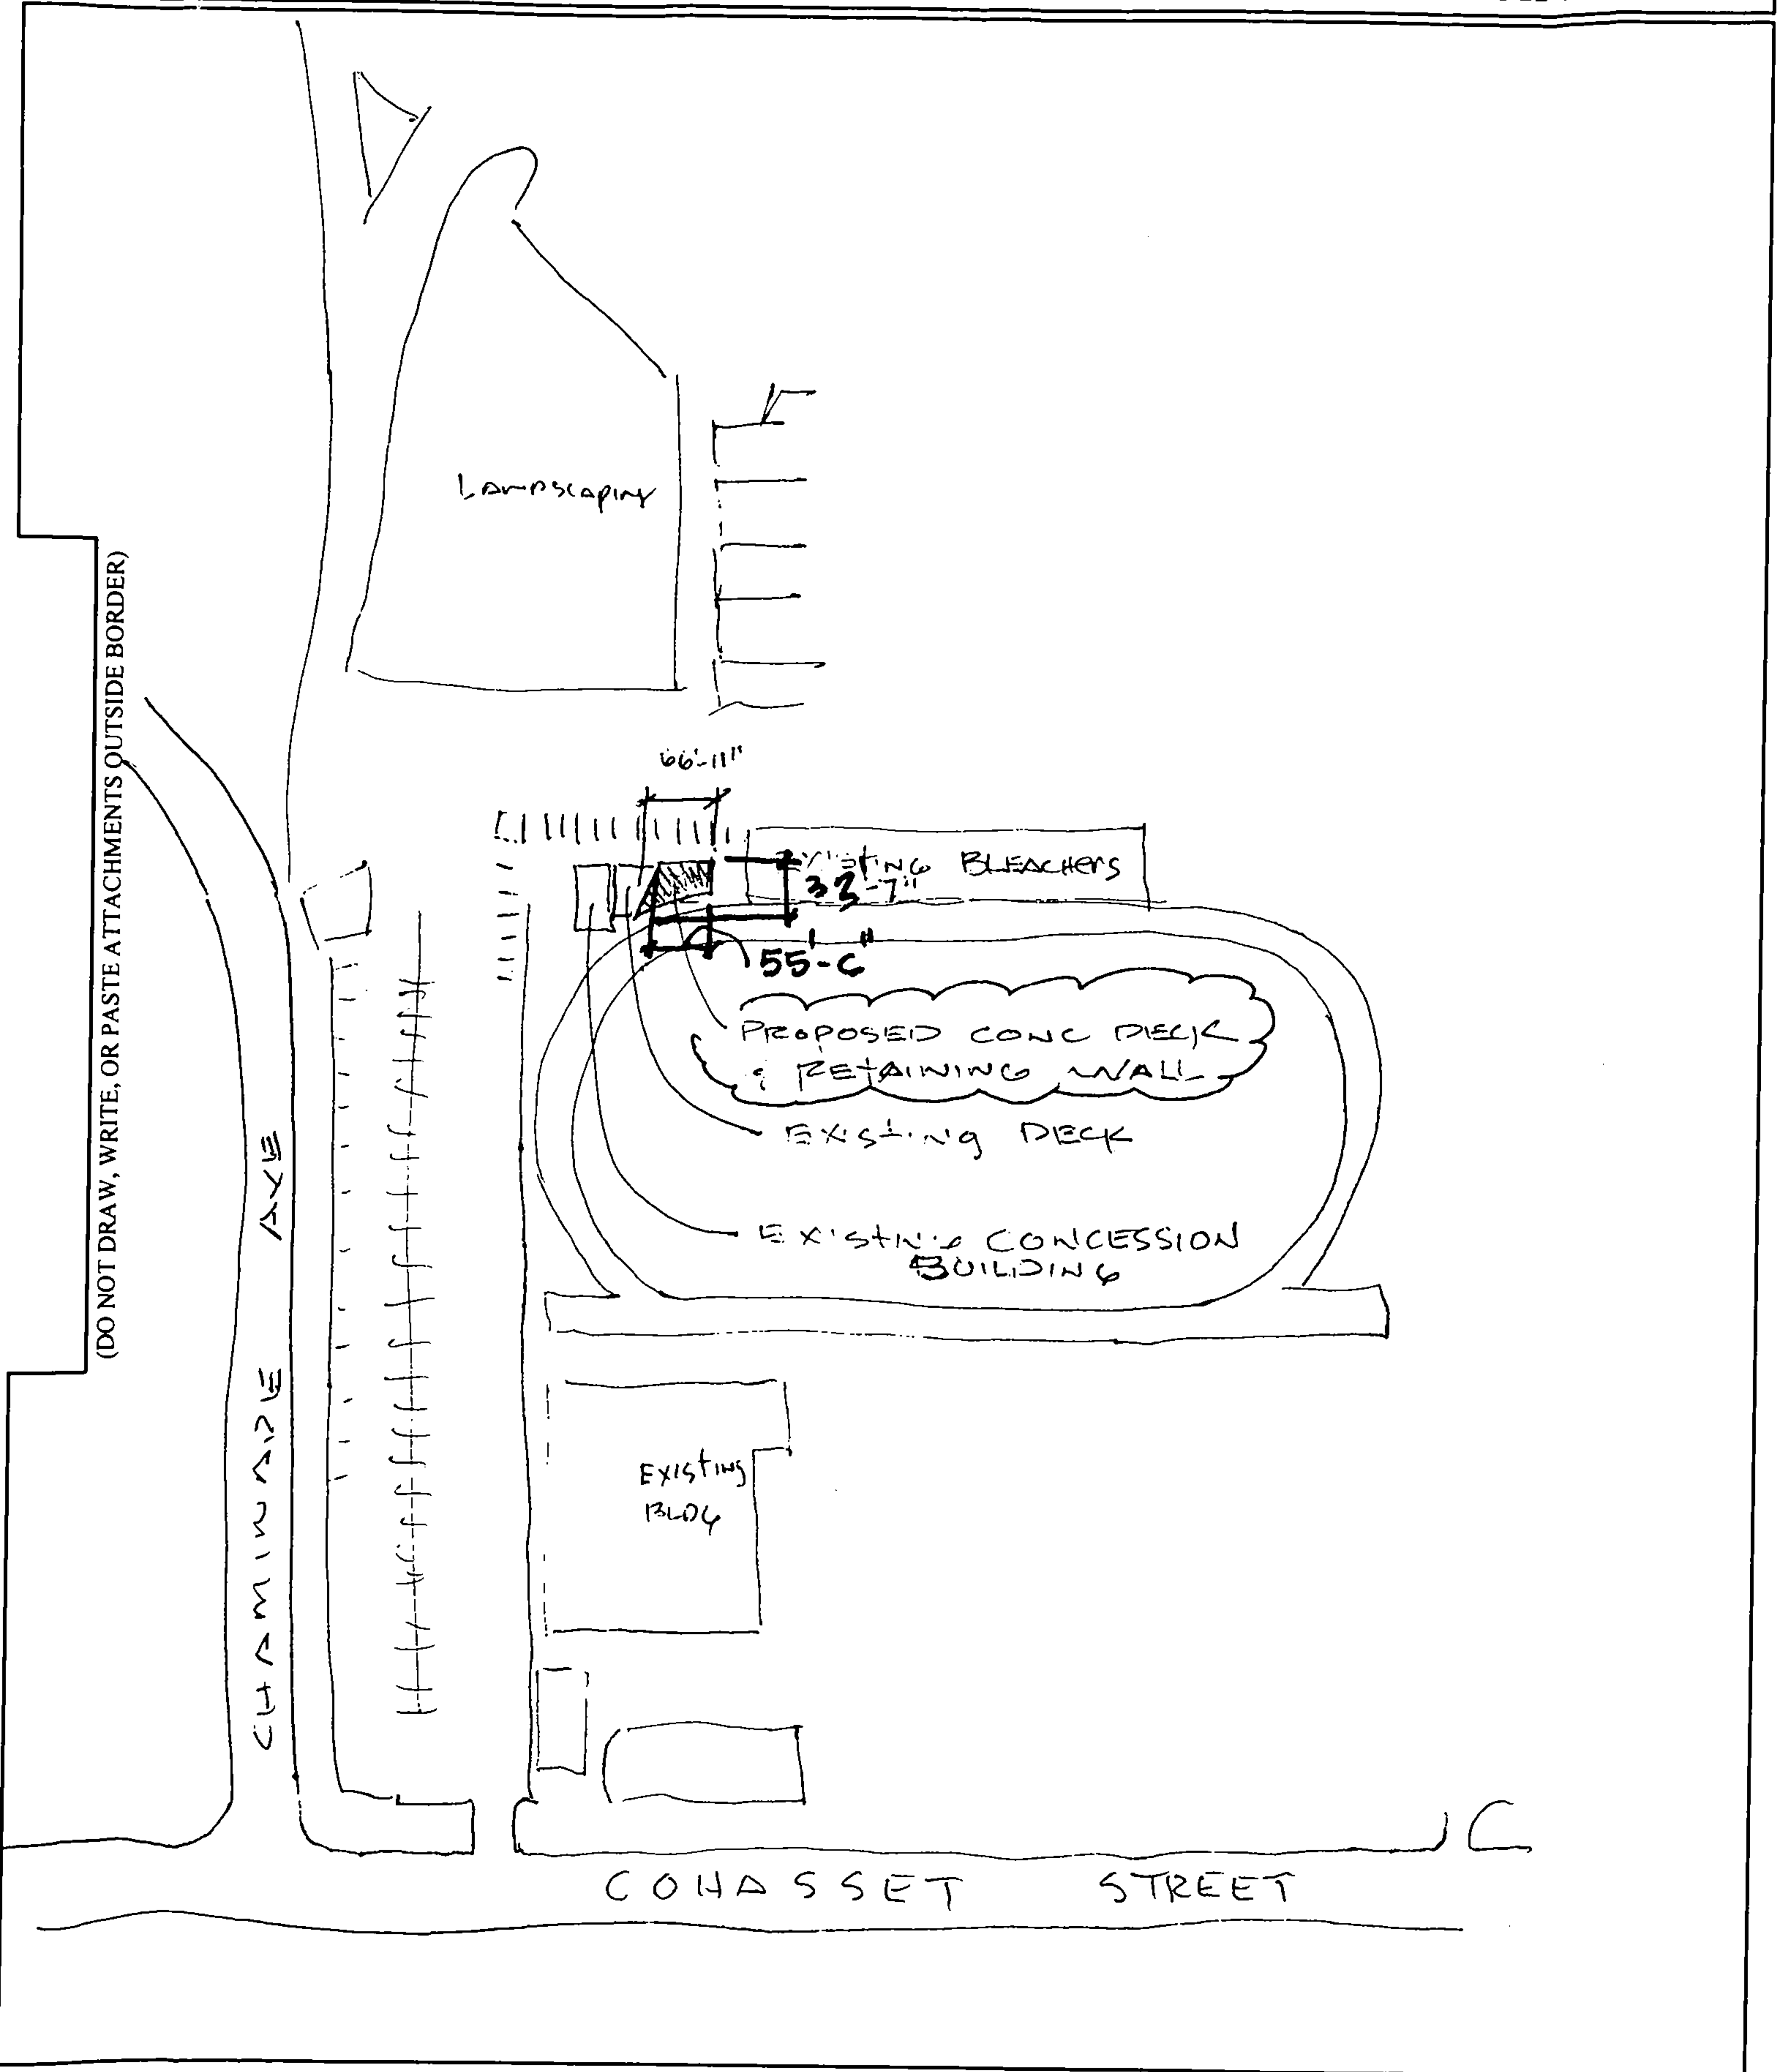 (DO NOT DRAW, WRITE, OR PASTE ATTACHMENTS OUTSIDE BORDER)
LANDSCAPING
66'-11"
EXISTING BLEACHERS
33'-7"
55'-6"
PROPOSED CONC DECK
& RETAINING WALL
EXISTING DECK
EXISTING CONCESSION
BUILDING
CHAMINADE AVE
EXISTING
BLDG
COHASSET STREET